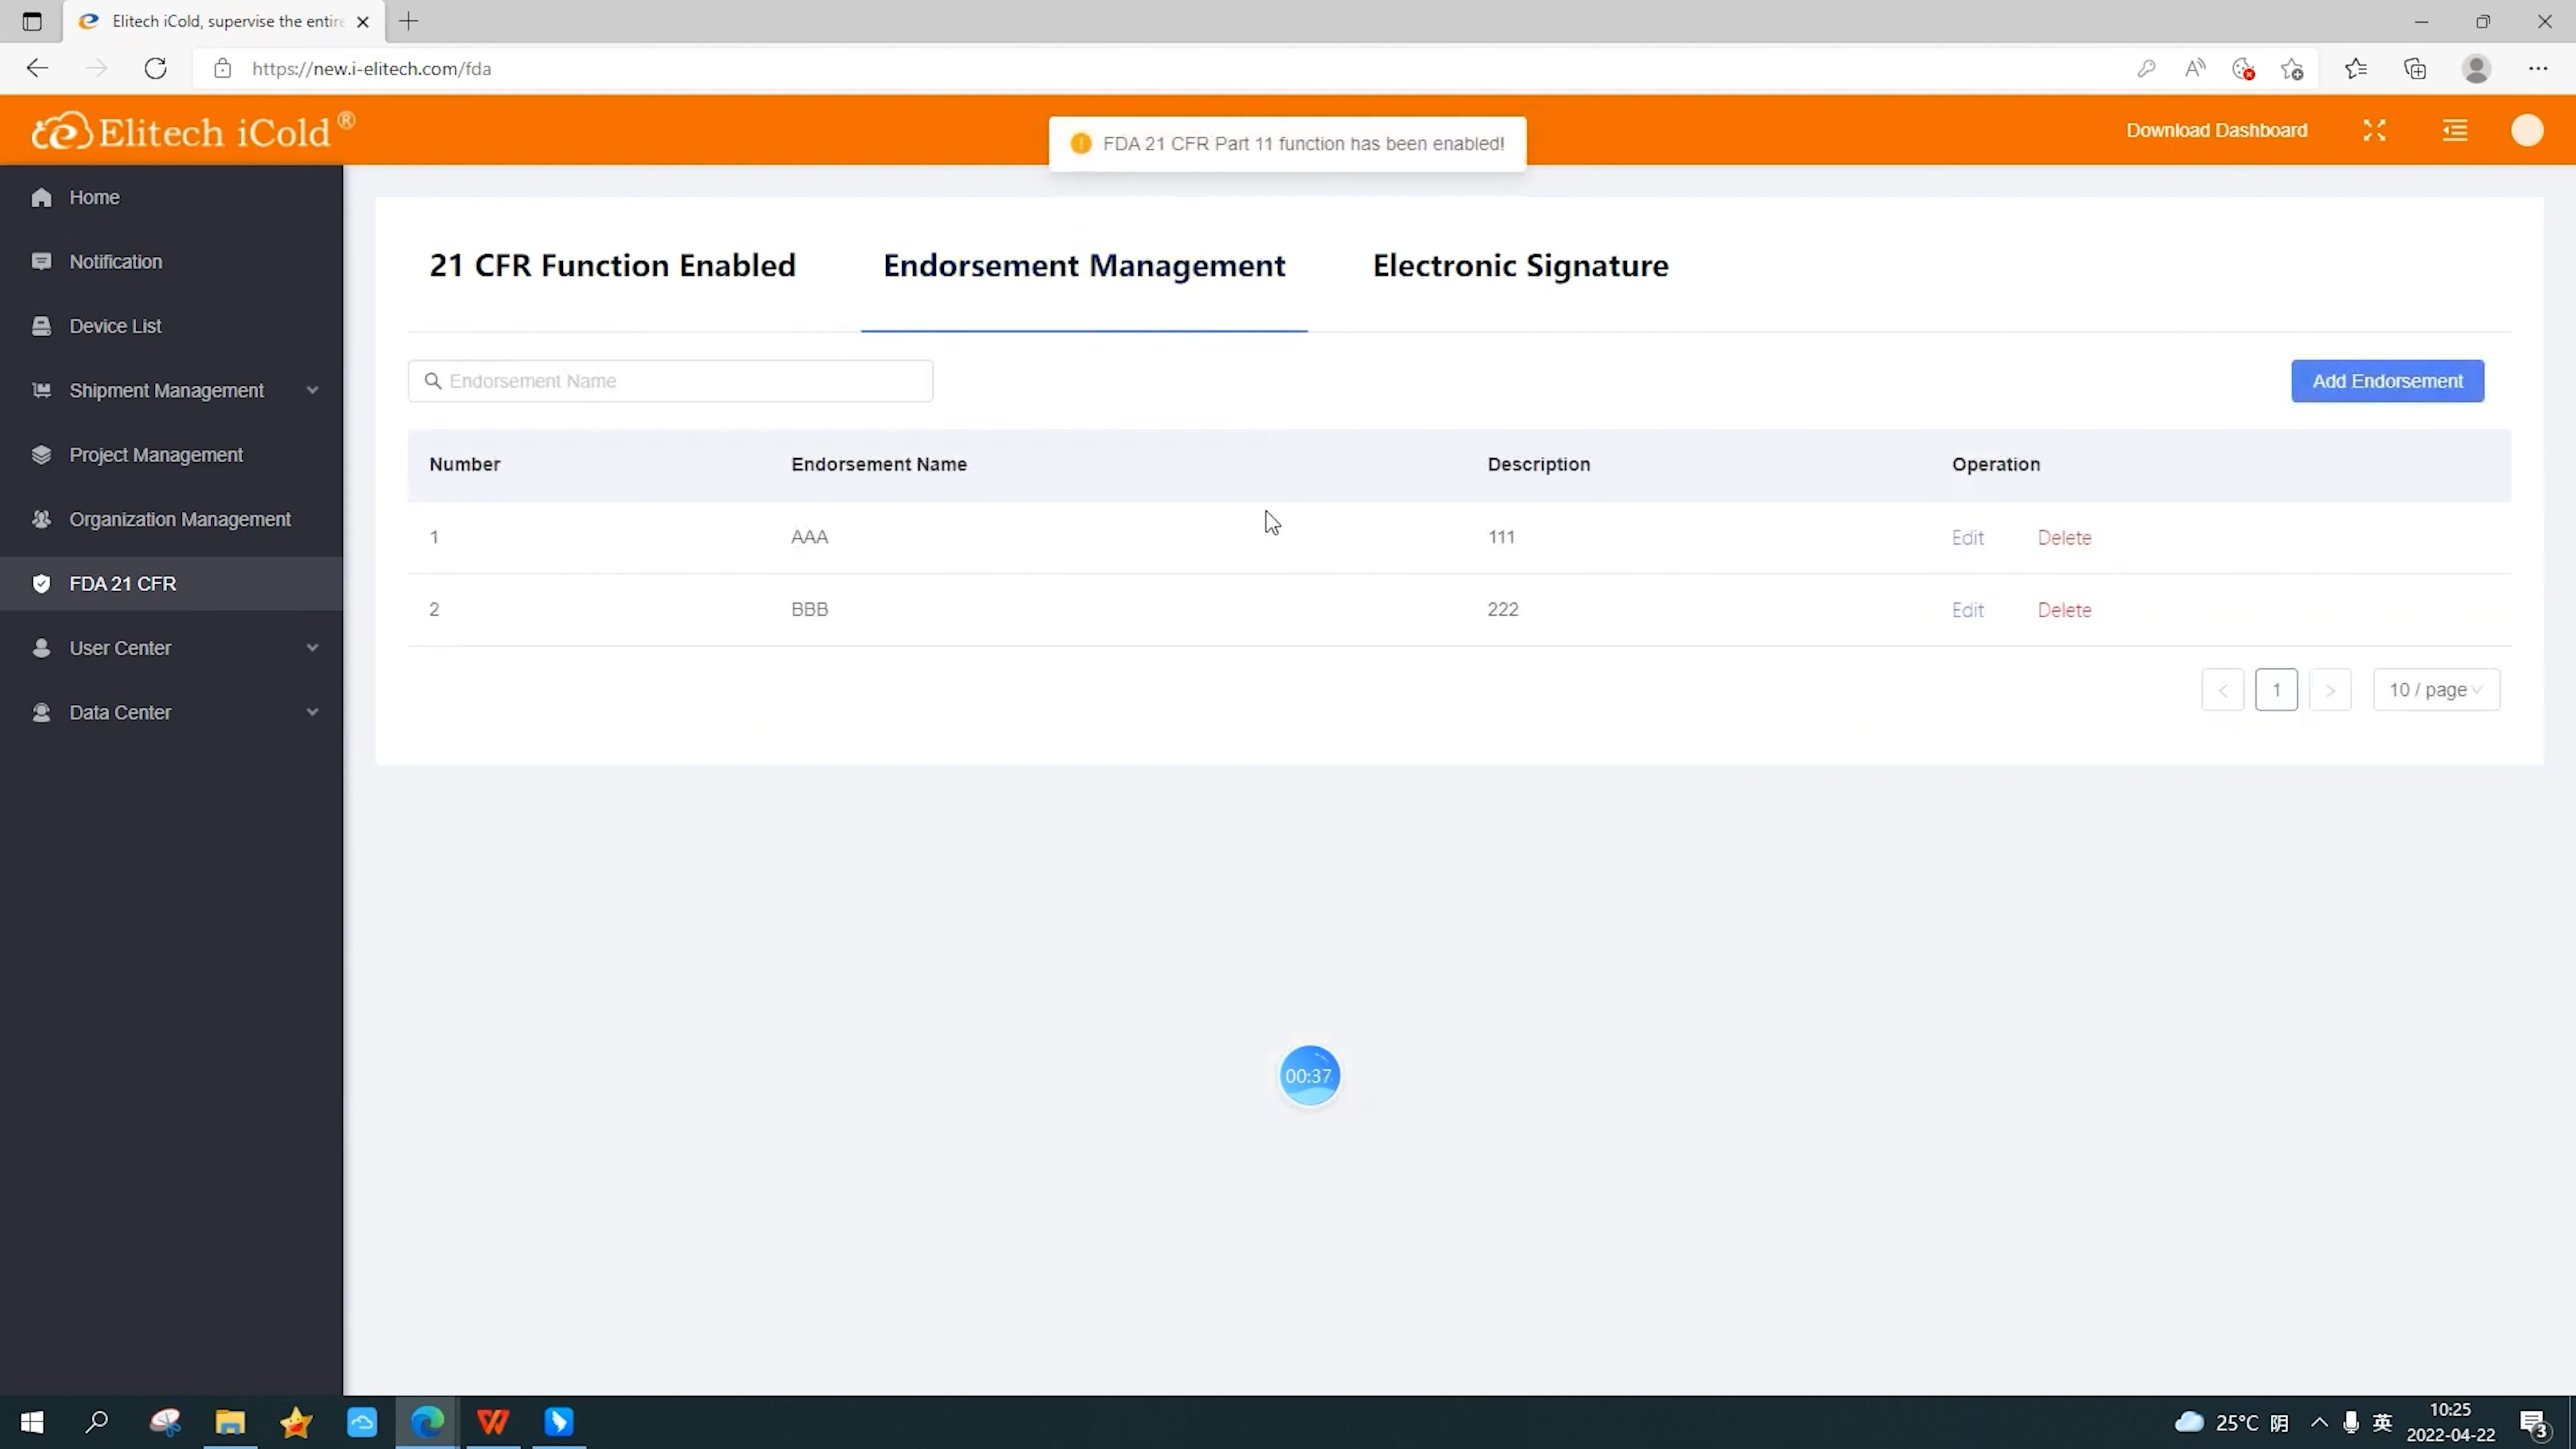 Elitech iCold, supervise the entire
https://new.i-elitech.com/fda
Elitech iCold ®
FDA 21 CFR Part 11 function has been enabled!
Download Dashboard
Home
Notification
Device List
Shipment Management
Project Management
Organization Management
FDA 21 CFR
User Center
Data Center
21 CFR Function Enabled Endorsement Management Electronic Signature
Endorsement Name
Add Endorsement
Number Endorsement Name Description Operation
1 AAA 111 Edit Delete
2 BBB 222 Edit Delete
< 1 > 10 / page
00:37
25°C 阴
英
10:25
2022-04-22
3